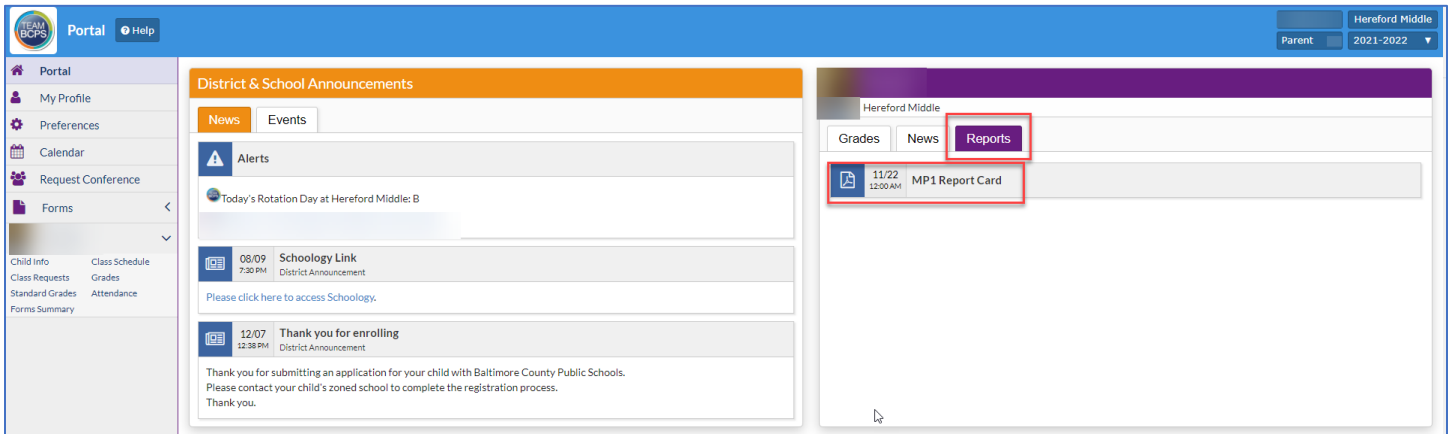 TEAM
BCPS
Portal
Help
Hereford Middle
Parent
2021-2022
Portal
My Profile
Preferences
Calendar
Request Conference
Forms
Child Info
Class Schedule
Class Requests
Grades
Standard Grades
Attendance
Forms Summary
District & School Announcements
News
Events
Alerts
Today's Rotation Day at Hereford Middle: B
08/09
7:30 PM
Schoology Link
District Announcement
Please click here to access Schoology.
12/07
12:38 PM
Thank you for enrolling
District Announcement
Thank you for submitting an application for your child with Baltimore County Public Schools.
Please contact your child's zoned school to complete the registration process.
Thank you.
Hereford Middle
Grades
News
Reports
11/22
12:00 AM
MP1 Report Card